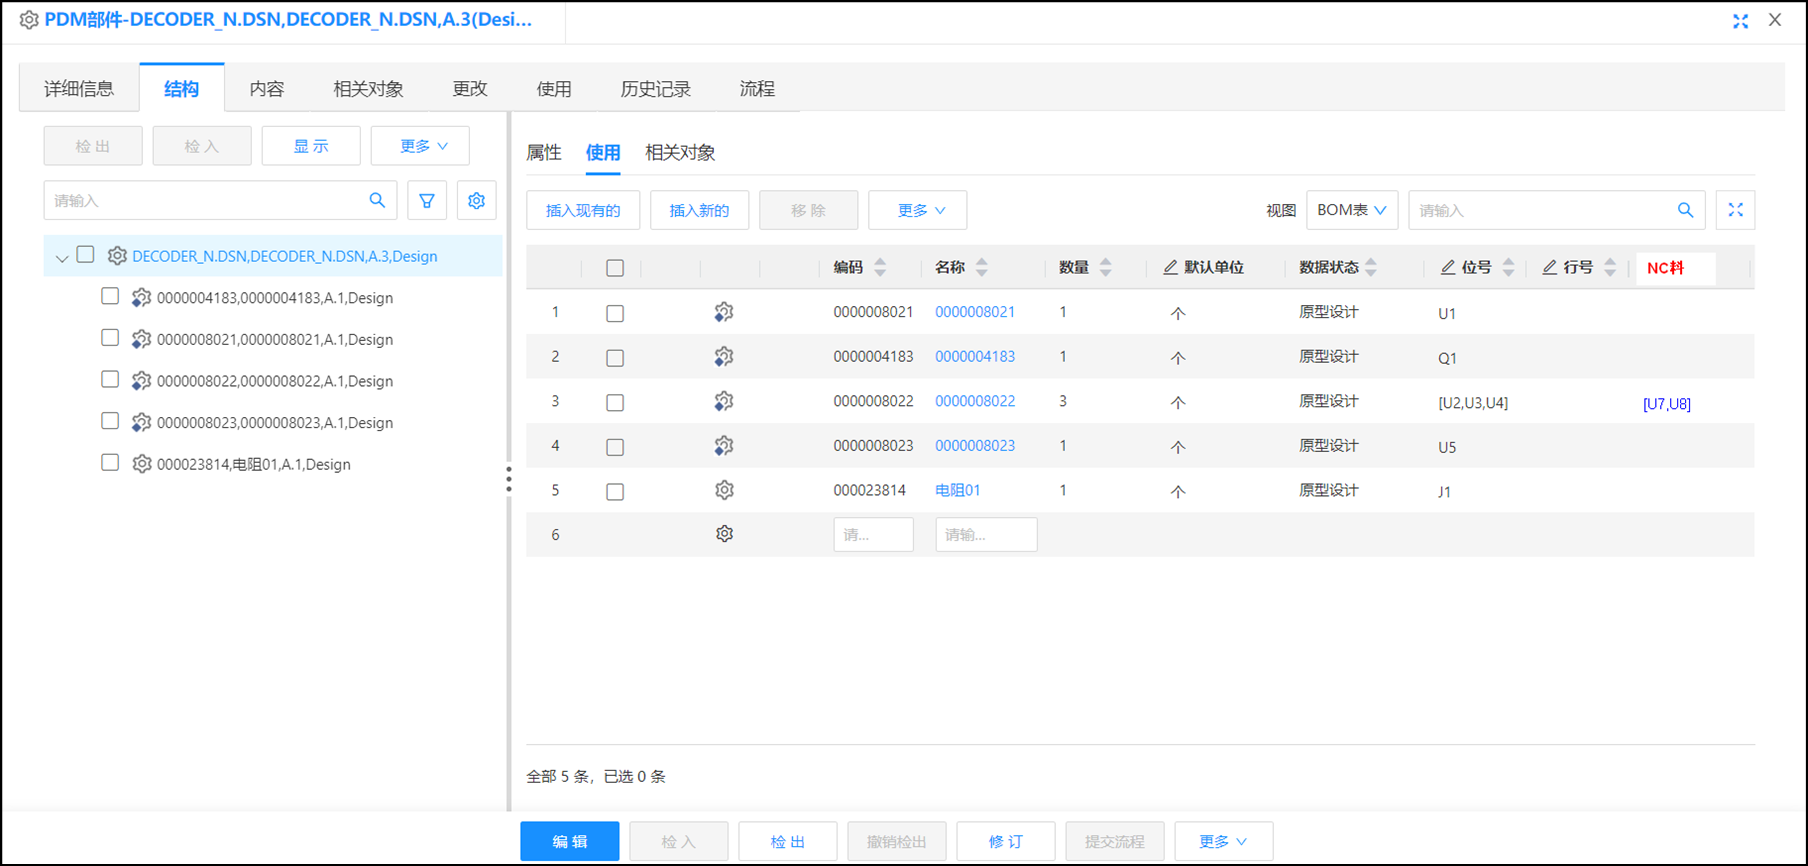 PDM部件-DECODER_N.DSN,DECODER_N.DSN,A.3(Desi...
详细信息 结构 内容 相关对象 更改 使用 历史记录 流程
检出 检入 显示 更多
请输入
DECODER_N.DSN,DECODER_N.DSN,A.3,Design
0000004183,0000004183,A.1,Design
0000008021,0000008021,A.1,Design
0000008022,0000008022,A.1,Design
0000008023,0000008023,A.1,Design
000023814,电阻01,A.1,Design
属性 使用 相关对象
插入现有的 插入新的 移除 更多 视图 BOM表 请输入
编码 名称 数量 默认单位 数据状态 位号 行号 NC料
1 0000008021 0000008021 1 个 原型设计 U1
2 0000004183 0000004183 1 个 原型设计 Q1
3 0000008022 0000008022 3 个 原型设计 [U2,U3,U4] [U7,U8]
4 0000008023 0000008023 1 个 原型设计 U5
5 000023814 电阻01 1 个 原型设计 J1
6 请... 请输...
全部 5 条，已选 0 条
编辑 检入 检出 撤销检出 修订 提交流程 更多